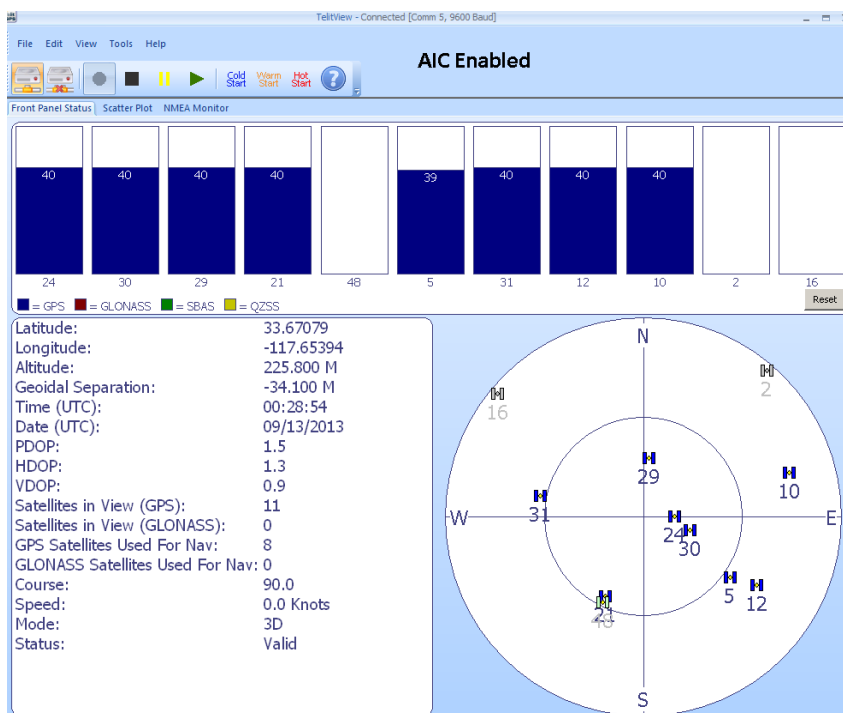 TelitView - Connected [Comm 5, 9600 Baud]
File Edit View Tools Help
AIC Enabled
Cold Start Warm Start Hot Start ?
Front Panel Status Scatter Plot NMEA Monitor
40 40 40 40 39 40 40 40
24 30 29 21 48 5 31 12 10 2 16
= GPS = GLONASS = SBAS = QZSS
Reset
Latitude: 33.67079
Longitude: -117.65394
Altitude: 225.800 M
Geoidal Separation: -34.100 M
Time (UTC): 00:28:54
Date (UTC): 09/13/2013
PDOP: 1.5
HDOP: 1.3
VDOP: 0.9
Satellites in View (GPS): 11
Satellites in View (GLONASS): 0
GPS Satellites Used For Nav: 8
GLONASS Satellites Used For Nav: 0
Course: 90.0
Speed: 0.0 Knots
Mode: 3D
Status: Valid
N
2
16
29
10
31
W
E
24
30
5
12
21
48
S